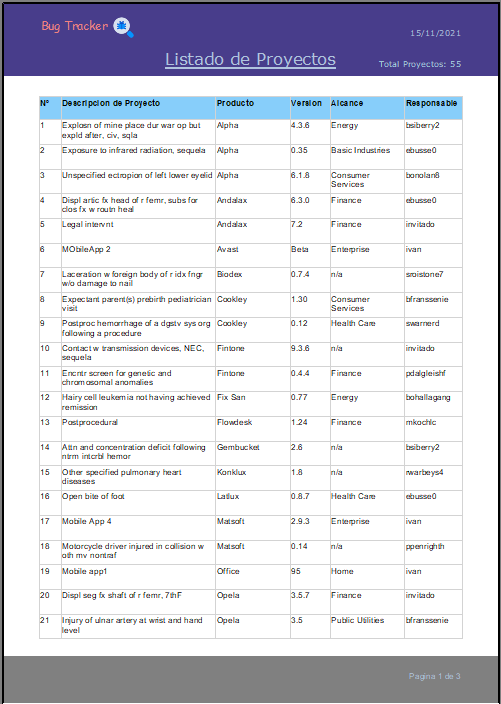 Bug Tracker
15/11/2021
Listado de Proyectos
Total Proyectos: 55
Nº Descripcion de Proyecto Producto Version Alcance Responsable
1 Explosn of mine place dur war op but Alpha 4.3.6 Energy bsiberry2
expld after, civ, sqla
2 Exposure to infrared radiation, sequela Alpha 0.35 Basic Industries ebusse0
3 Unspecified ectropion of left lower eyelid Alpha 6.1.8 Consumer bonolan8
Services
4 Displ artic fx head of r femr, subs for Andalax 6.3.0 Finance ebusse0
clos fx w routn heal
5 Legal intervnt Andalax 7.2 Finance invitado
6 MObileApp 2 Avast Beta Enterprise ivan
7 Laceration w foreign body of r idx fngr Biodex 0.7.4 n/a sroistone7
w/o damage to nail
8 Expectant parent(s) prebirth pediatrician Cookley 1.30 Consumer bfranssenie
visit Services
9 Postproc hemorrhage of a dgstv sys org Cookley 0.12 Health Care swarnerd
following a procedure
10 Contact w transmission devices, NEC, Fintone 9.3.6 n/a invitado
sequela
11 Encntr screen for genetic and Fintone 0.4.4 Finance pdalgleishf
chromosomal anomalies
12 Hairy cell leukemia not having achieved Fix San 0.77 Energy bohallagang
remission
13 Postprocedural Flowdesk 1.24 Finance mkochlc
14 Attn and concentration deficit following Gembucket 2.6 n/a bsiberry2
ntrm intcrbl hemor
15 Other specified pulmonary heart Konklux 1.8 n/a rwarbeys4
diseases
16 Open bite of foot Latlux 0.8.7 Health Care ebusse0
17 Mobile App 4 Matsoft 2.9.3 Enterprise ivan
18 Motorcycle driver injured in collision w Matsoft 0.14 n/a ppenrighth
oth mv nontraf
19 Mobile app1 Office 95 Home ivan
20 Displ seg fx shaft of r femr, 7thF Opela 3.5.7 Finance invitado
21 Injury of ulnar artery at wrist and hand Opela 3.5 Public Utilities bfranssenie
level
Pagina 1 de 3